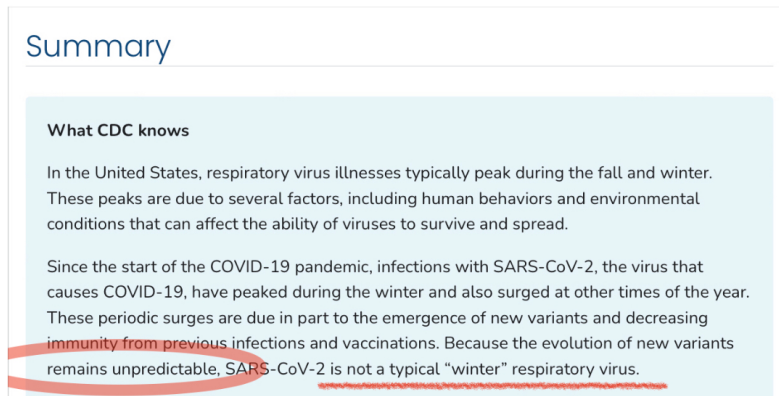 Summary
What CDC knows
In the United States, respiratory virus illnesses typically peak during the fall and winter.
These peaks are due to several factors, including human behaviors and environmental
conditions that can affect the ability of viruses to survive and spread.
Since the start of the COVID-19 pandemic, infections with SARS-CoV-2, the virus that
causes COVID-19, have peaked during the winter and also surged at other times of the year.
These periodic surges are due in part to the emergence of new variants and decreasing
immunity from previous infections and vaccinations. Because the evolution of new variants
remains unpredictable, SARS-CoV-2 is not a typical “winter” respiratory virus.